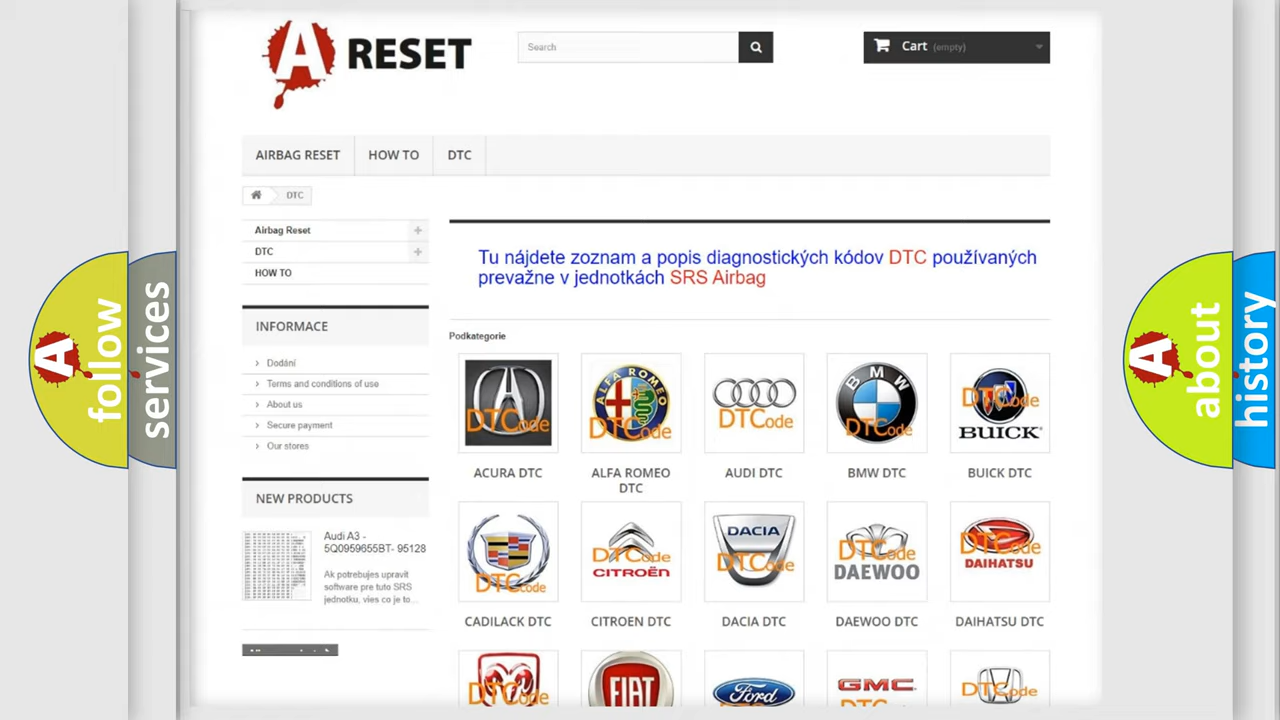 A RESET
Search
Cart (empty)
AIRBAG RESET
HOW TO
DTC
DTC
Airbag Reset
DTC
HOW TO
Tu nájdete zoznam a popis diagnostických kódov DTC používaných
prevažne v jednotkách SRS Airbag
INFORMACE
Dodání
Terms and conditions of use
About us
Secure payment
Our stores
Podkategorie
DTCode
ALFA ROMEO
DTCode
DTCode
BMW
DTCode
DTCode
BUICK
ACURA DTC
ALFA ROMEO
DTC
AUDI DTC
BMW DTC
BUICK DTC
NEW PRODUCTS
Audi A3 -
5Q0959655BT- 95128
Ak potrebujes upravit
software pre tuto SRS
jednotku, vies co je to...
DTCode
DTCode
CITROËN
DACIA
DTCode
DTCode
DAEWOO
DTCode
DAIHATSU
CADILACK DTC
CITROEN DTC
DACIA DTC
DAEWOO DTC
DAIHATSU DTC
DTCode
FIAT
Ford
GMC
DTCode
A follow
services
A about
history